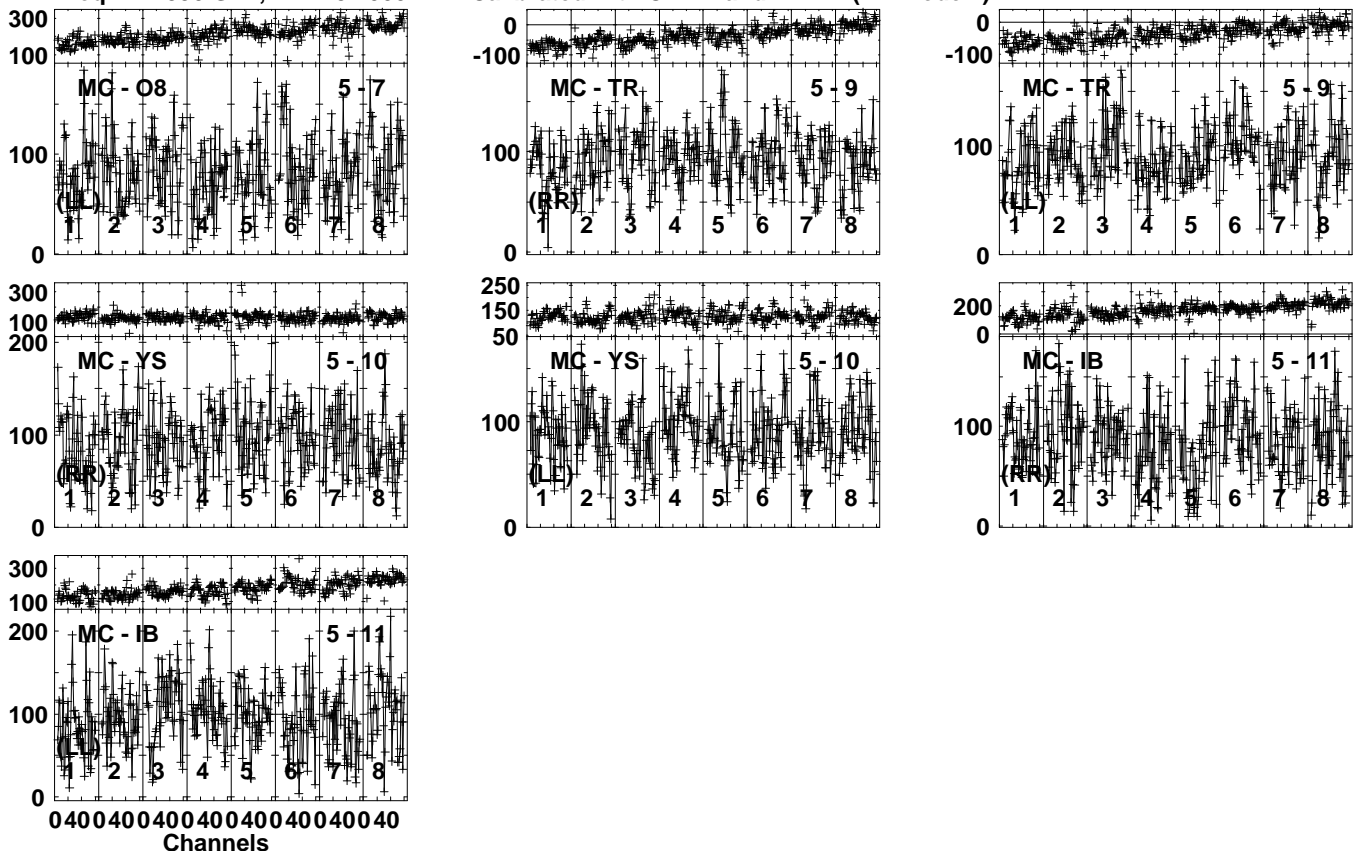 300 0 0
100 -100 -100
MC - O8 5 - 7 MC - TR 5 - 9 MC - TR 5 - 9
100 100 100
(LL) (RR) (LL)
1 2 3 4 5 6 7 8 1 2 3 4 5 6 7 8 1 2 3 4 5 6 7 8
0 0 0
300 250 200
100 150 0
50
200 MC - YS 5 - 10 MC - YS 5 - 10 MC - IB 5 - 11
100 100 100
(RR) (LL) (RR)
1 2 3 4 5 6 7 8 1 2 3 4 5 6 7 8 1 2 3 4 5 6 7 8
0 0 0
300
100
200 MC - IB 5 - 11
100
(LL)
1 2 3 4 5 6 7 8
0
0 40 0 40 0 40 0 40 0 40 0 40 0 40 0 40
Channels